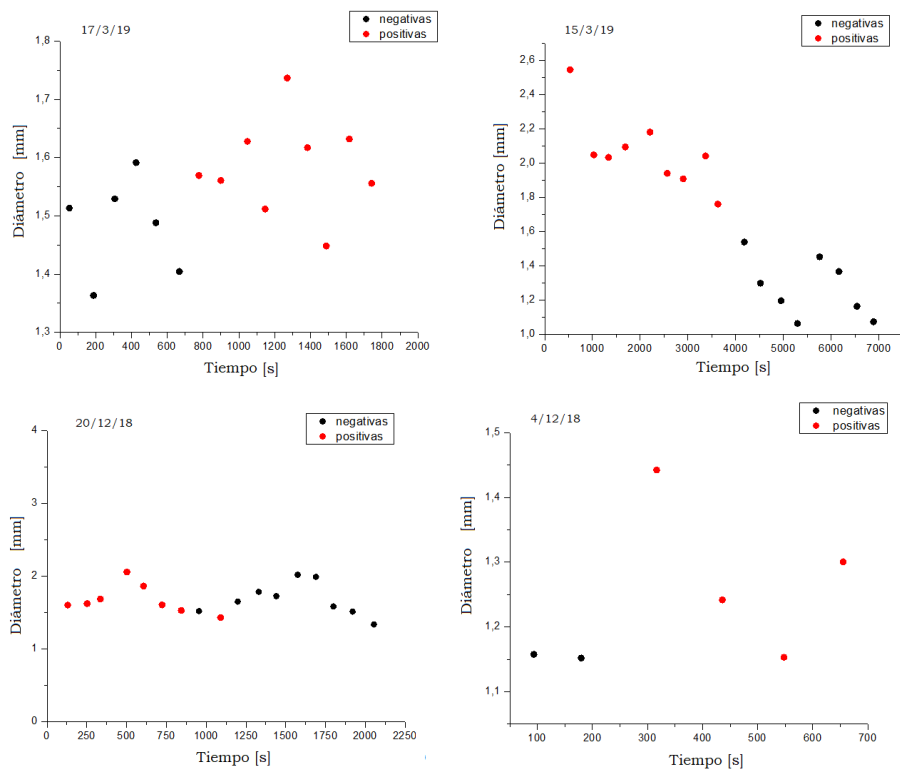 17/3/19
negativas
positivas
1,8
1,7
1,6
1,5
1,4
1,3
0 200 400 600 800 1000 1200 1400 1600 1800 2000
Diámetro [mm]
Tiempo [s]
15/3/19
negativas
positivas
2,6
2,4
2,2
2,0
1,8
1,6
1,4
1,2
1,0
0 1000 2000 3000 4000 5000 6000 7000
Diámetro [mm]
Tiempo [s]
20/12/18
negativas
positivas
4
3
2
1
0
0 250 500 750 1000 1250 1500 1750 2000 2250
Diámetro [mm]
Tiempo [s]
4/12/18
negativas
positivas
1,5
1,4
1,3
1,2
1,1
100 200 300 400 500 600 700
Diámetro [mm]
Tiempo [s]